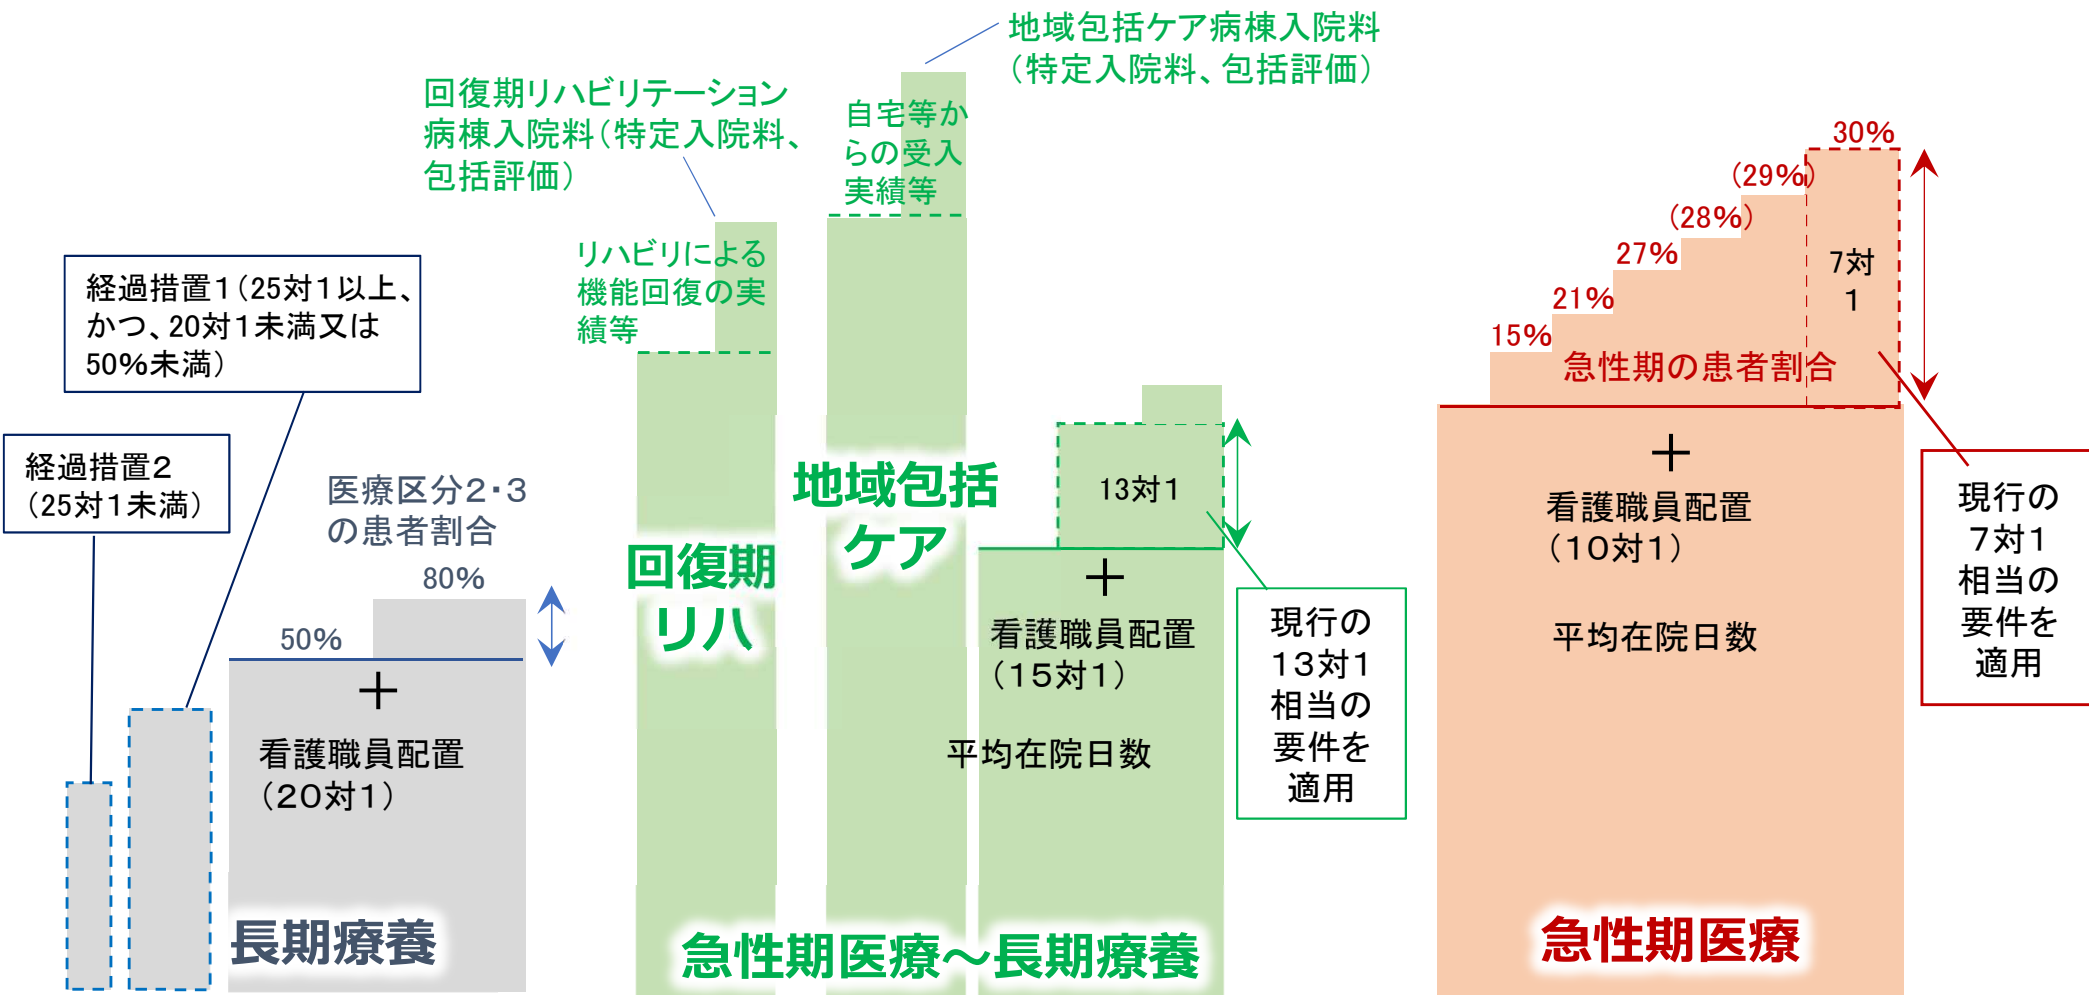 経過措置1(25対1以上、
かつ、20対1未満又は
50%未満)
経過措置2
(25対1未満)
医療区分2・3
の患者割合
80%
50%
+
看護職員配置
(20対1)
長期療養
回復期リハビリテーション
病棟入院料(特定入院料、
包括評価)
リハビリによる
機能回復の実
績等
回復期
リハ
地域包括ケア病棟入院料
(特定入院料、包括評価)
自宅等か
らの受入
実績等
地域包括
ケア
13対1
+
看護職員配置
(15対1)
平均在院日数
現行の
13対1
相当の
要件を
適用
急性期医療~長期療養
15%
21%
27%
(28%)
(29%)
30%
7対
1
急性期の患者割合
+
看護職員配置
(10対1)
平均在院日数
現行の
7対1
相当の
要件を
適用
急性期医療